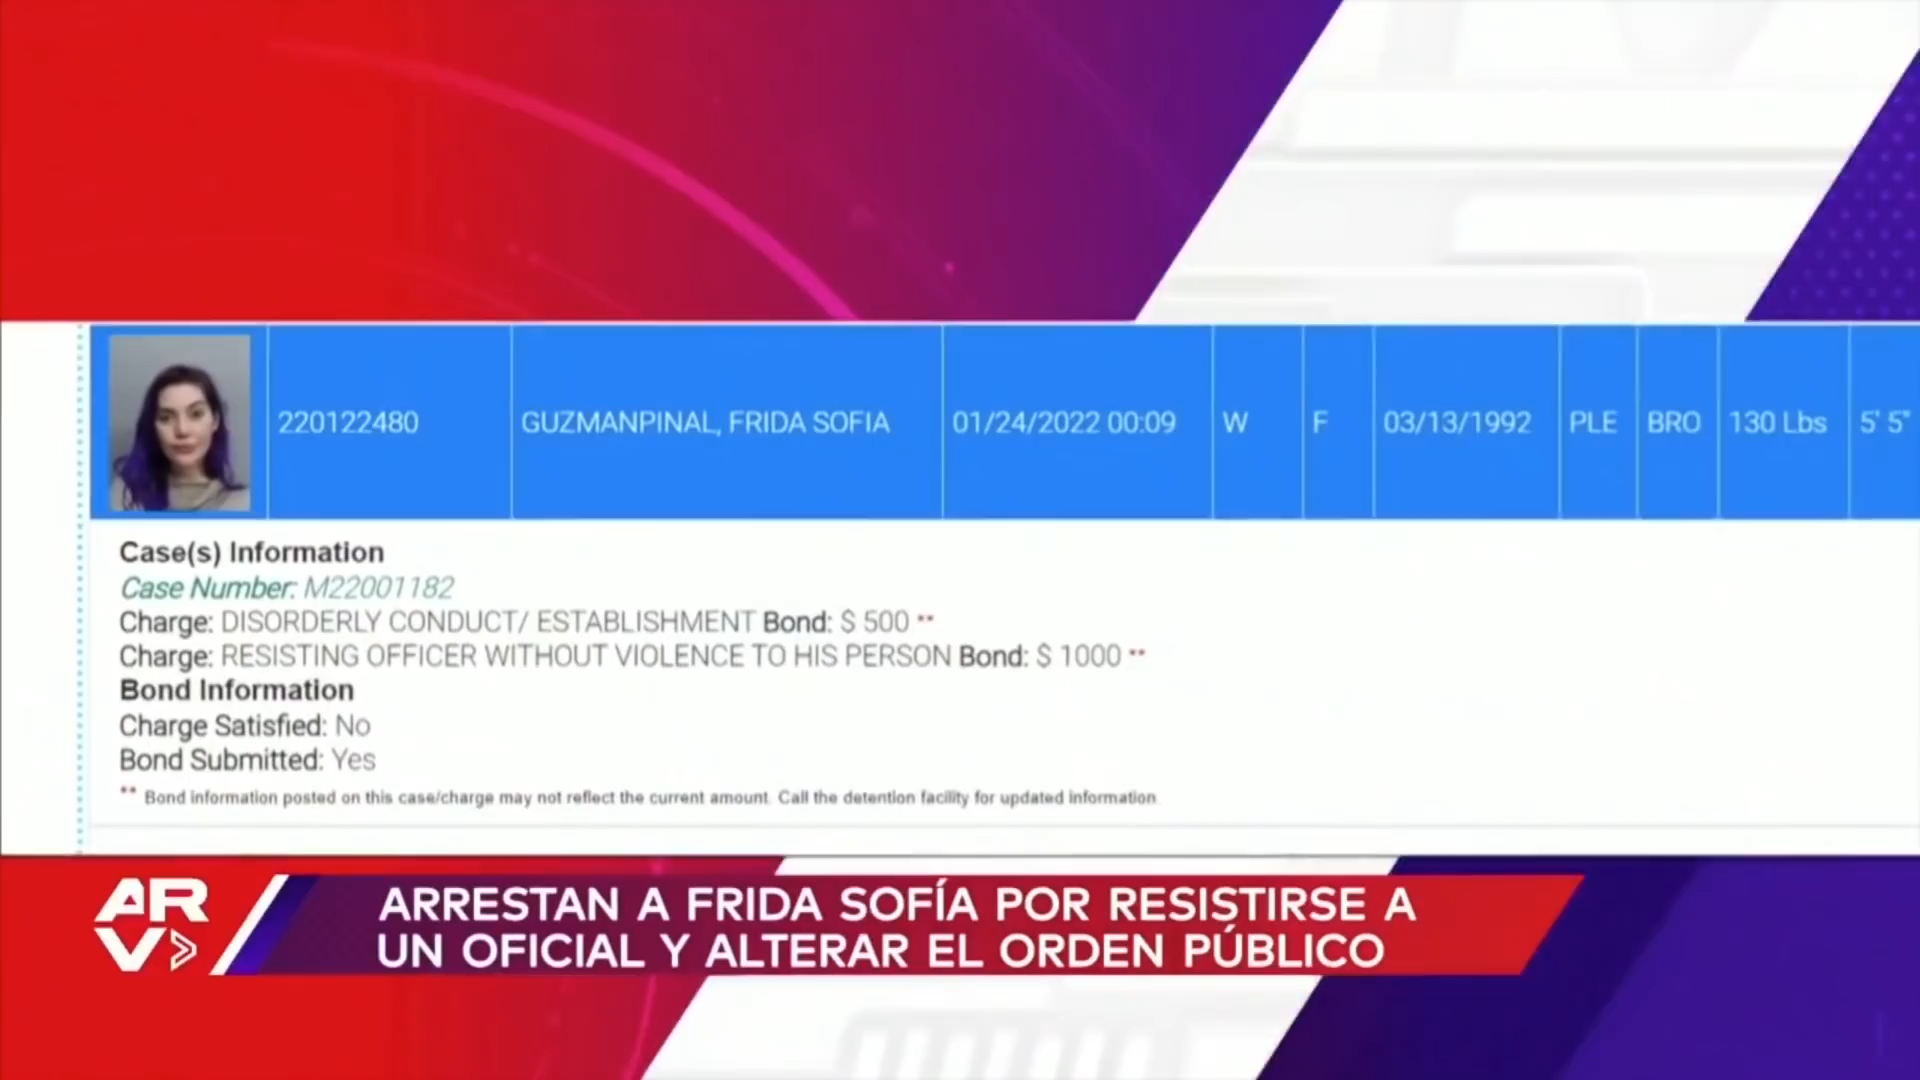 220122480 GUZMANPINAL, FRIDA SOFIA 01/24/2022 00:09 W F 03/13/1992 PLE BRO 130 Lbs 5' 5"
Case(s) Information
Case Number: M22001182
Charge: DISORDERLY CONDUCT/ ESTABLISHMENT Bond: $ 500 **
Charge: RESISTING OFFICER WITHOUT VIOLENCE TO HIS PERSON Bond: $ 1000 **
Bond Information
Charge Satisfied: No
Bond Submitted: Yes
** Bond information posted on this case/charge may not reflect the current amount. Call the detention facility for updated information.
ARV
ARRESTAN A FRIDA SOFÍA POR RESISTIRSE A
UN OFICIAL Y ALTERAR EL ORDEN PÚBLICO